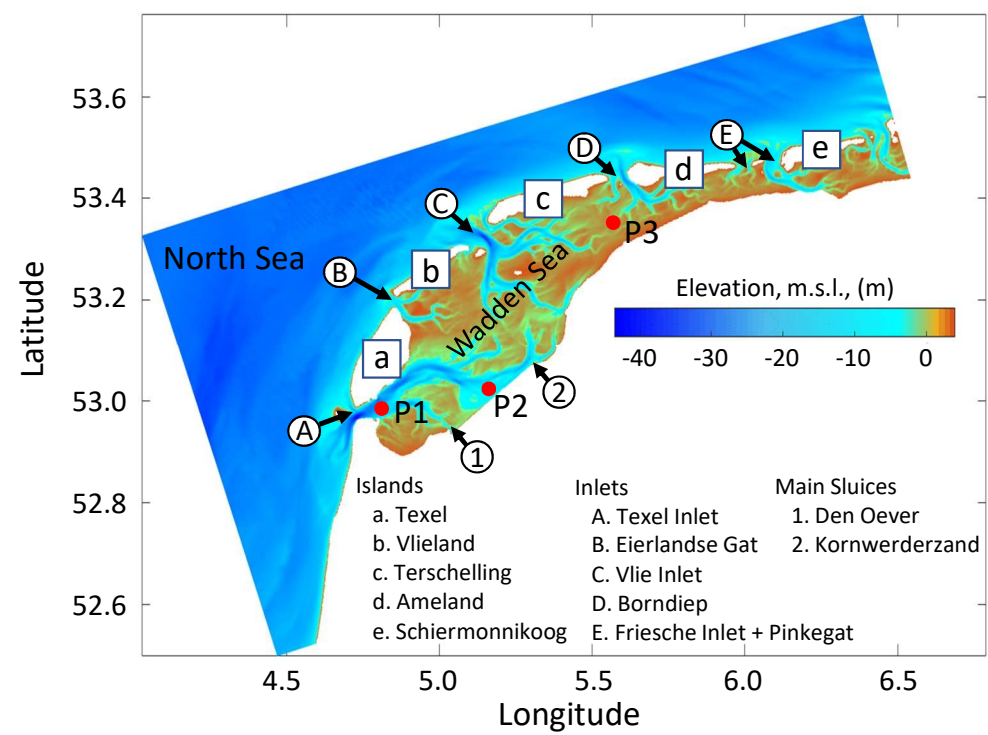 53.6
53.4
53.2
53.0
52.8
52.6
Latitude
4.5
5.0
5.5
6.0
6.5
Longitude
North Sea
Wadden Sea
A
B
C
D
E
a
b
c
d
e
P1
P2
P3
1
2
Elevation, m.s.l., (m)
-40
-30
-20
-10
0
Islands
a. Texel
b. Vlieland
c. Terschelling
d. Ameland
e. Schiermonnikoog
Inlets
A. Texel Inlet
B. Eierlandse Gat
C. Vlie Inlet
D. Borndiep
E. Friesche Inlet + Pinkegat
Main Sluices
1. Den Oever
2. Kornwerderzand